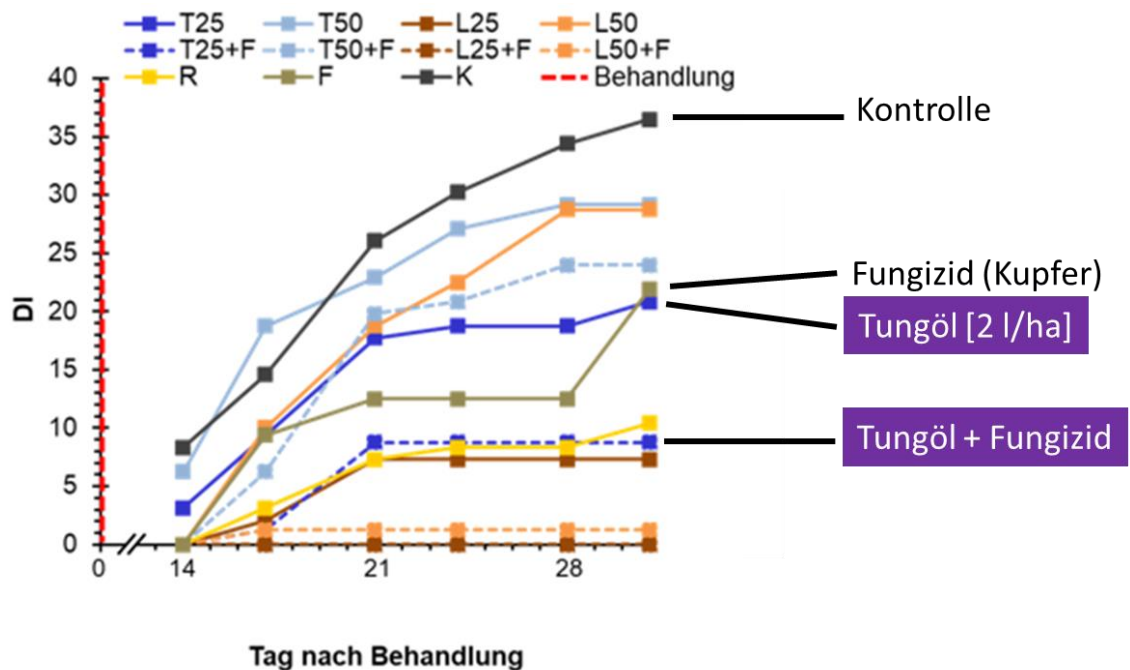 T25 T50 L25 L50
T25+F T50+F L25+F L50+F
R F K Behandlung
40
35
30
25
20
15
10
5
0
DI
0 14 21 28
Tag nach Behandlung
Kontrolle
Fungizid (Kupfer)
Tungöl [2 l/ha]
Tungöl + Fungizid